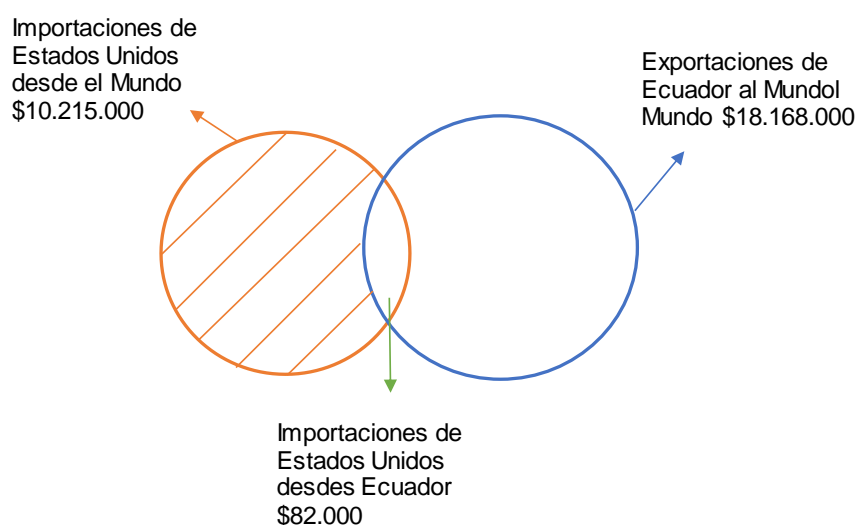 Importaciones de
Estados Unidos
desde el Mundo
$10.215.000
Exportaciones de
Ecuador al Mundol
Mundo $18.168.000
Importaciones de
Estados Unidos
desdes Ecuador
$82.000